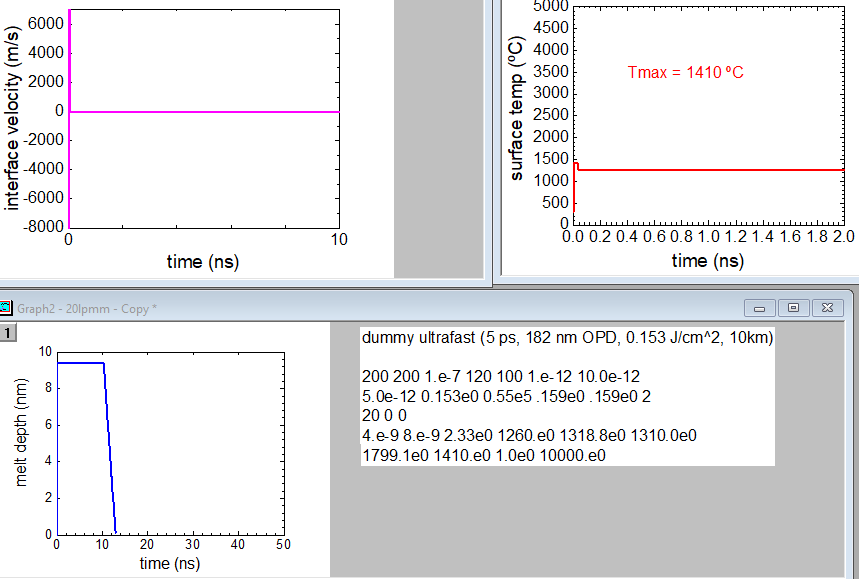 6000
4000
2000
0
-2000
-4000
-6000
-8000
interface velocity (m/s)
0 10
time (ns)
5000
4500
4000
3500
3000
2500
2000
1500
1000
500
0
surface temp (ºC)
Tmax = 1410 ºC
0.0 0.2 0.4 0.6 0.8 1.0 1.2 1.4 1.6 1.8 2.0
time (ns)
Graph2 - 20lpmm - Copy *
1
10
8
6
4
2
0
melt depth (nm)
0 10 20 30 40 50
time (ns)
dummy ultrafast (5 ps, 182 nm OPD, 0.153 J/cm^2, 10km)
200 200 1.e-7 120 100 1.e-12 10.0e-12
5.0e-12 0.153e0 0.55e5 .159e0 .159e0 2
20 0 0
4.e-9 8.e-9 2.33e0 1260.e0 1318.8e0 1310.0e0
1799.1e0 1410.e0 1.0e0 10000.e0